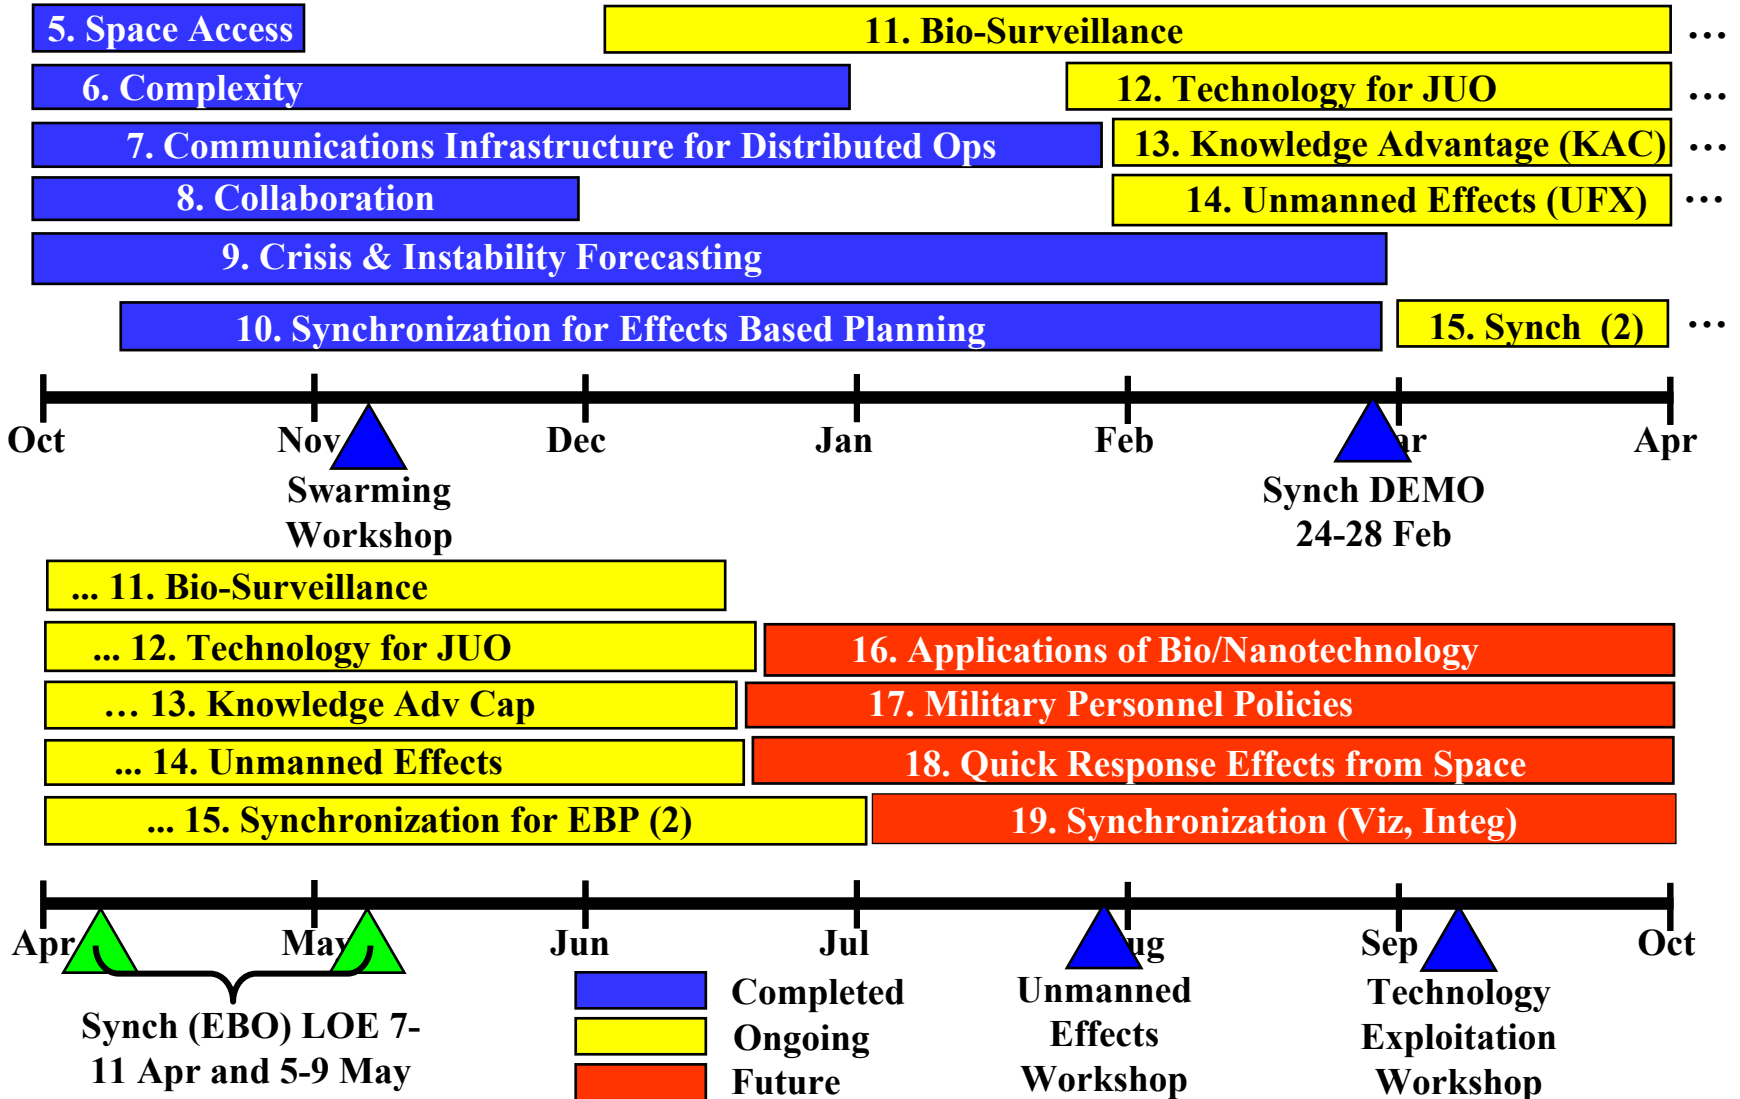 5. Space Access
11. Bio-Surveillance
...
6. Complexity
12. Technology for JUO
...
7. Communications Infrastructure for Distributed Ops
13. Knowledge Advantage (KAC)
...
8. Collaboration
14. Unmanned Effects (UFX)
...
9. Crisis & Instability Forecasting
10. Synchronization for Effects Based Planning
15. Synch (2)
...
Oct
Nov
Dec
Jan
Feb
ar
Apr
Swarming
Workshop
Synch DEMO
24-28 Feb
... 11. Bio-Surveillance
... 12. Technology for JUO
16. Applications of Bio/Nanotechnology
... 13. Knowledge Adv Cap
17. Military Personnel Policies
... 14. Unmanned Effects
18. Quick Response Effects from Space
... 15. Synchronization for EBP (2)
19. Synchronization (Viz, Integ)
Apr
May
Jun
Jul
ug
Sep
Oct
Synch (EBO) LOE 7-
11 Apr and 5-9 May
Completed
Ongoing
Future
Unmanned
Effects
Workshop
Technology
Exploitation
Workshop